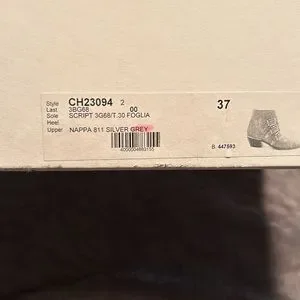 Style CH23094 2 37
Last. 3BG68 00
Sole SCRIPT 3G68/T.30 FOGLIA
Heel.
Upper NAPPA 811 SILVER GREY
B. 447593